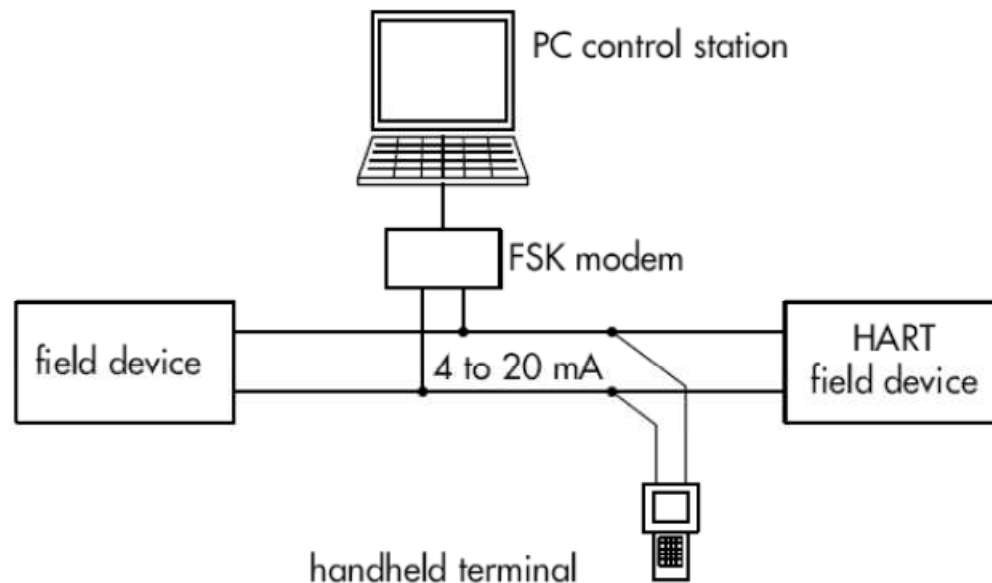 PC control station
FSK modem
field device
4 to 20 mA
HART
field device
handheld terminal